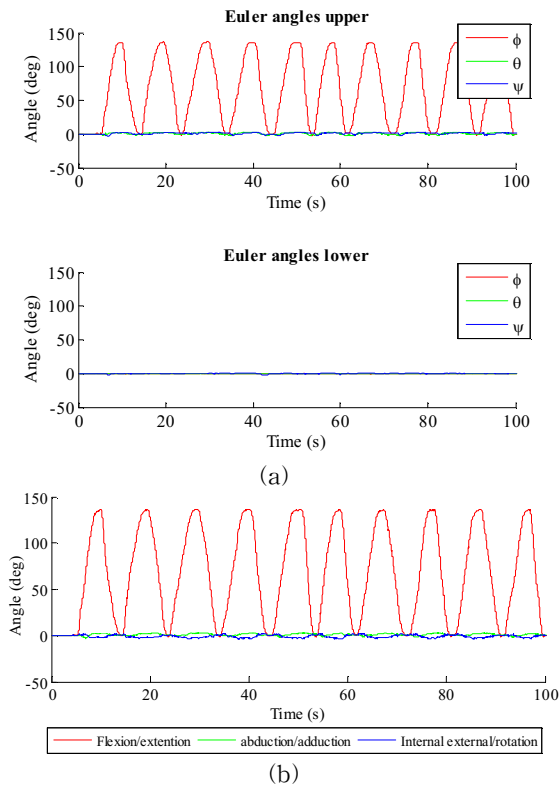 Euler angles upper
Angle (deg)
150
100
50
0
-50
0 20 40 60 80 100
Time (s)
ϕ
θ
ψ
Euler angles lower
Angle (deg)
150
100
50
0
-50
0 20 40 60 80 100
Time (s)
ϕ
θ
ψ
(a)
Angle (deg)
150
100
50
0
-50
0 20 40 60 80 100
Time (s)
Flexion/extention abduction/adduction Internal external/rotation
(b)